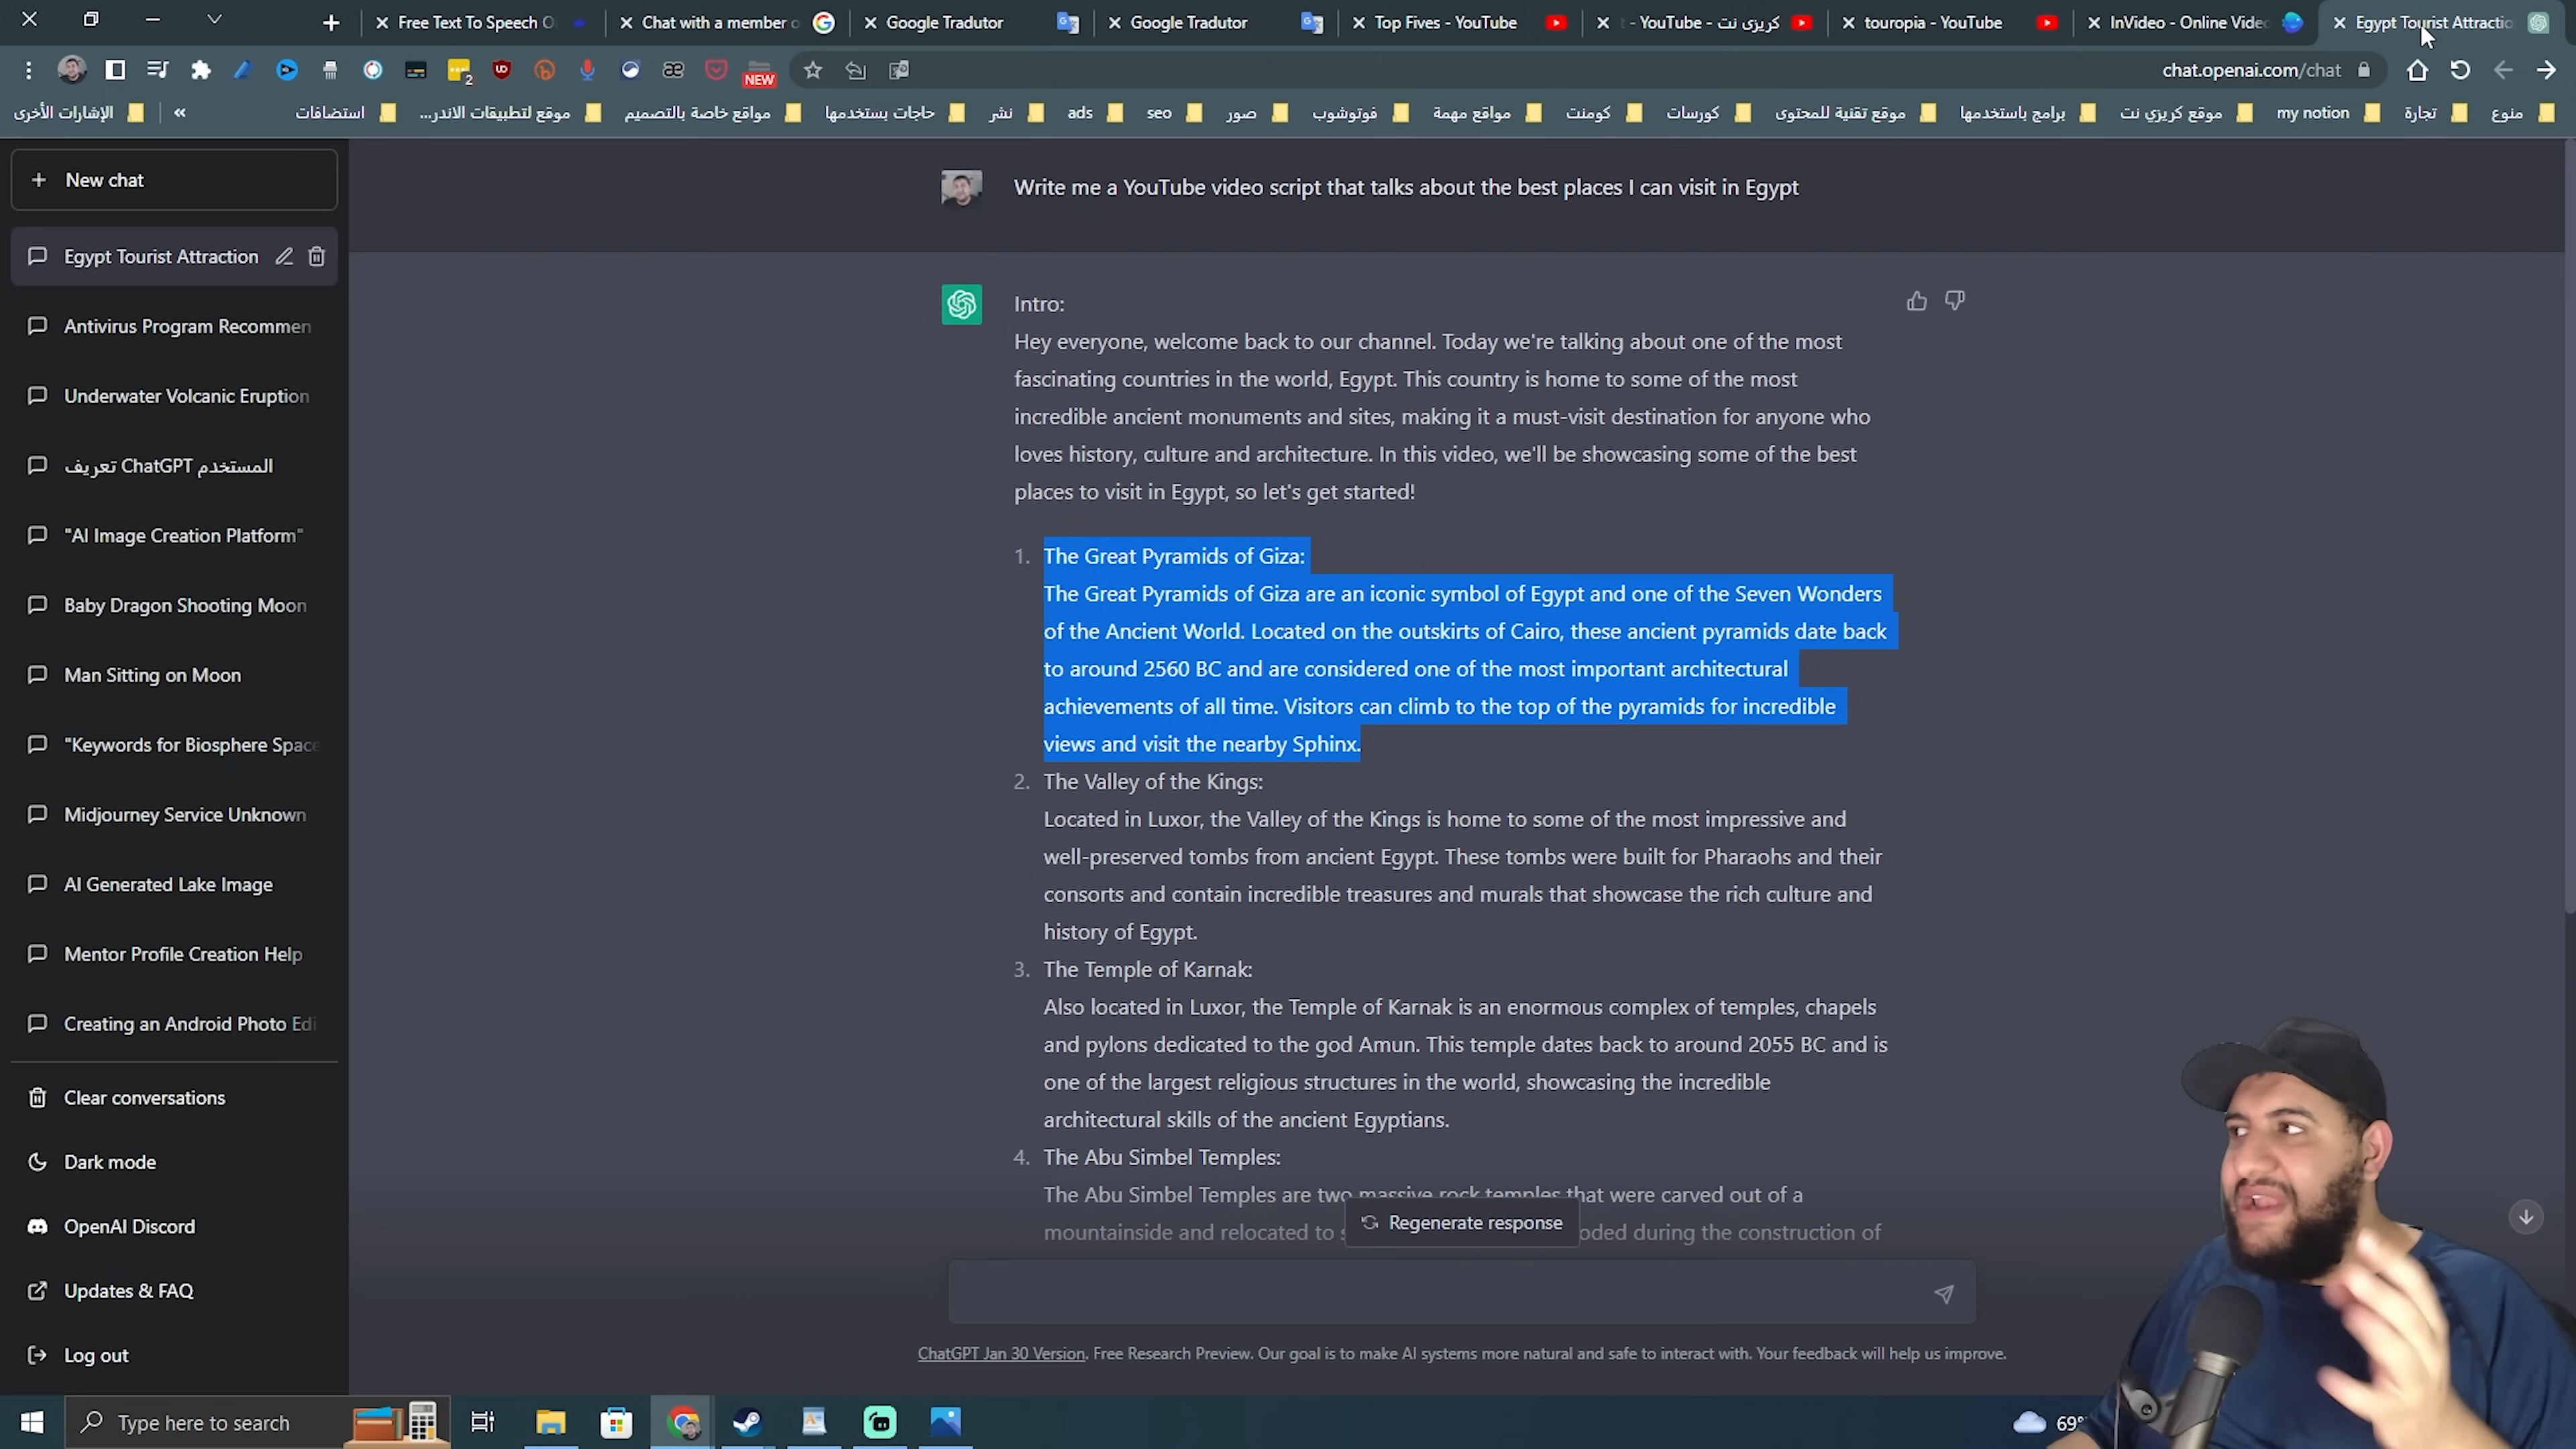 Free Text To Speech O
Chat with a member o
Google Tradutor
Google Tradutor
Top Fives - YouTube
كريزى نت - YouTube - t
touropia - YouTube
InVideo - Online Vide
Egypt Tourist Attractio
2
NEW
chat.openai.com/chat
الإشارات الأخرى
«
استضافات
موقع لتطبيقات الاندر...
مواقع خاصة بالتصميم
حاجات بستخدمها
نشر
ads
seo
صور
فوتوشوب
مواقع مهمة
كومنت
كورسات
موقع تقنية للمحتوى
برامج باستخدمها
موقع كريزي نت
my notion
تجارة
منوع
+ New chat
Egypt Tourist Attraction
Antivirus Program Recommen
Underwater Volcanic Eruption
تعريف ChatGPT المستخدم
"AI Image Creation Platform"
Baby Dragon Shooting Moon
Man Sitting on Moon
"Keywords for Biosphere Space
Midjourney Service Unknown
AI Generated Lake Image
Mentor Profile Creation Help
Creating an Android Photo Edi
Clear conversations
Dark mode
OpenAI Discord
Updates & FAQ
Log out
Write me a YouTube video script that talks about the best places I can visit in Egypt
Intro:
Hey everyone, welcome back to our channel. Today we're talking about one of the most
fascinating countries in the world, Egypt. This country is home to some of the most
incredible ancient monuments and sites, making it a must-visit destination for anyone who
loves history, culture and architecture. In this video, we'll be showcasing some of the best
places to visit in Egypt, so let's get started!
1. The Great Pyramids of Giza:
The Great Pyramids of Giza are an iconic symbol of Egypt and one of the Seven Wonders
of the Ancient World. Located on the outskirts of Cairo, these ancient pyramids date back
to around 2560 BC and are considered one of the most important architectural
achievements of all time. Visitors can climb to the top of the pyramids for incredible
views and visit the nearby Sphinx.
2. The Valley of the Kings:
Located in Luxor, the Valley of the Kings is home to some of the most impressive and
well-preserved tombs from ancient Egypt. These tombs were built for Pharaohs and their
consorts and contain incredible treasures and murals that showcase the rich culture and
history of Egypt.
3. The Temple of Karnak:
Also located in Luxor, the Temple of Karnak is an enormous complex of temples, chapels
and pylons dedicated to the god Amun. This temple dates back to around 2055 BC and is
one of the largest religious structures in the world, showcasing the incredible
architectural skills of the ancient Egyptians.
4. The Abu Simbel Temples:
The Abu Simbel Temples are two massive rock temples that were carved out of a
mountainside and relocated to during the construction of
Regenerate response
ChatGPT Jan 30 Version. Free Research Preview. Our goal is to make AI systems more natural and safe to interact with. Your feedback will help us improve.
Type here to search
69°